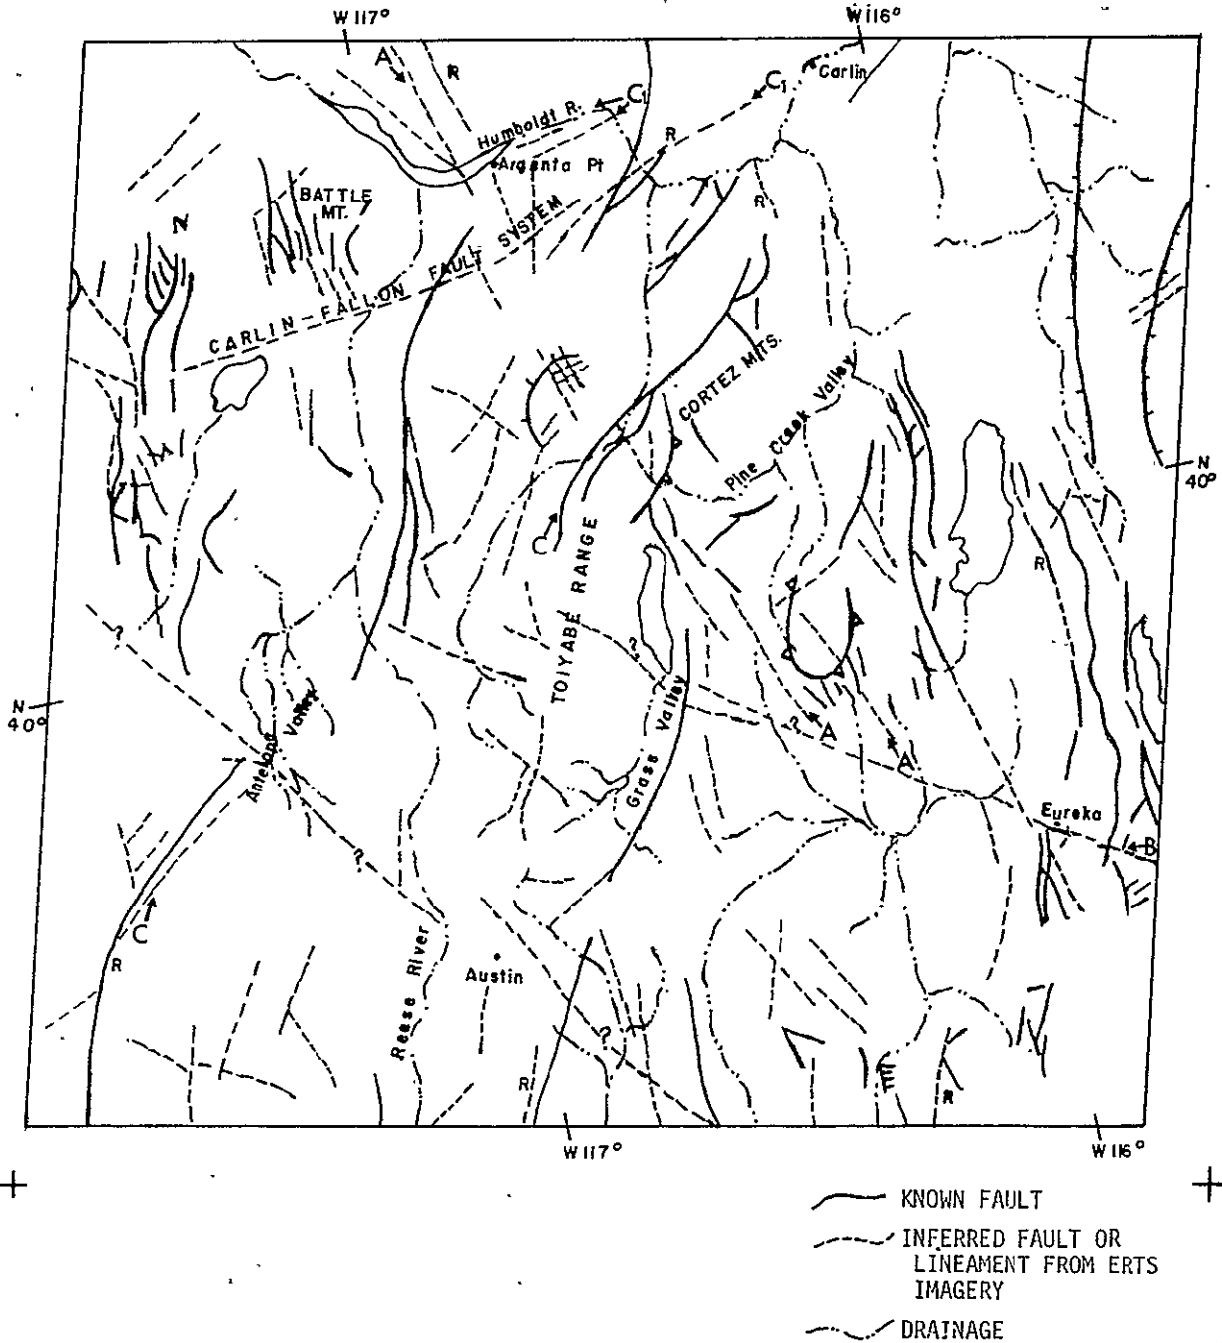 W 117°
W 116°
A
R
Carlin
C1
C1
Humboldt R.
R
Argenta Pt
BATTLE
MT.
R
CARLIN - FALLON FAULT SYSTEM
CORTEZ MTS.
Pine Creek Valley
N
40°
C
TOIYABE RANGE
R
?
?
N
40°
Antelope Valley
Grass Valley
?
A
A
Eureka
B
?
C
R
Reese River
Austin
?
R
R
W 117°
W 116°
KNOWN FAULT
INFERRED FAULT OR
LINEAMENT FROM ERTS
IMAGERY
DRAINAGE